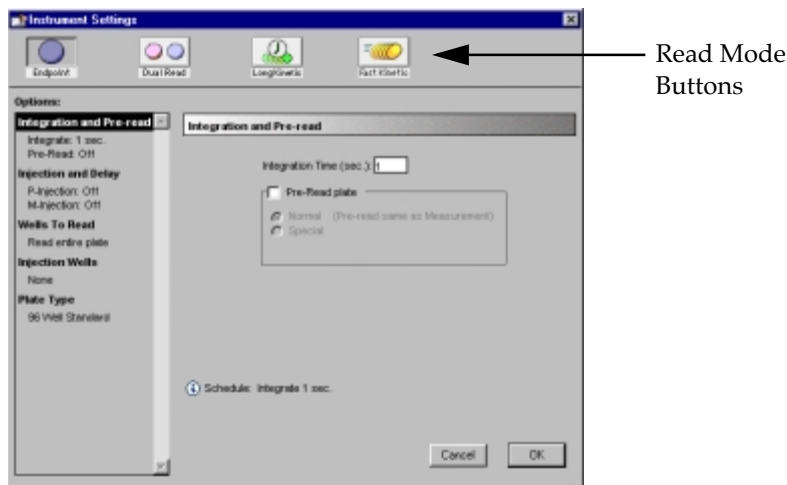 Instrument Settings
Endpoint
Dual Read
LongKinetic
Fast Kinetic
Read Mode
Buttons
Options:
Integration and Pre-read
Integrate: 1 sec.
Pre-Read: Off
Injection and Delay
P-Injection: Off
M-Injection: Off
Wells To Read
Read entire plate
Injection Wells
None
Plate Type
96 Well Standard
Integration and Pre-read
Integration Time (sec.): 1
Pre-Read plate
Normal (Pre-read same as Measurement)
Special
Schedule: Integrate 1 sec.
Cancel
OK